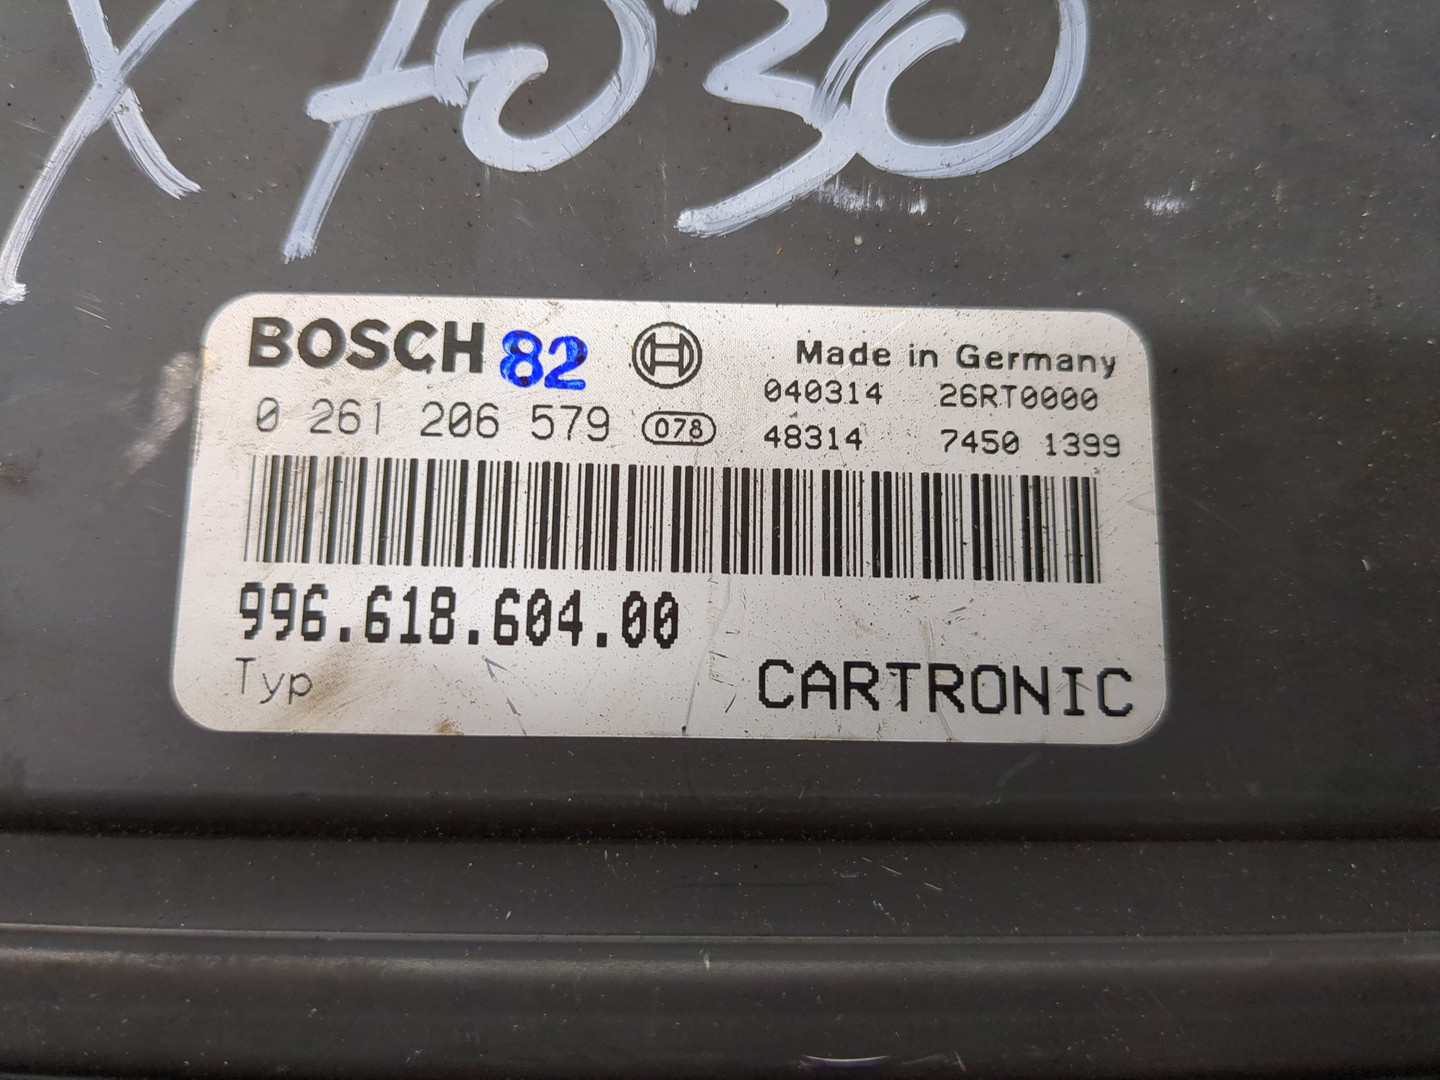 X7030
BOSCH 82
Made in Germany
0 261 206 579 078
040314 26RT0000
48314 7450 1399
996.618.604.00
Typ CARTRONIC